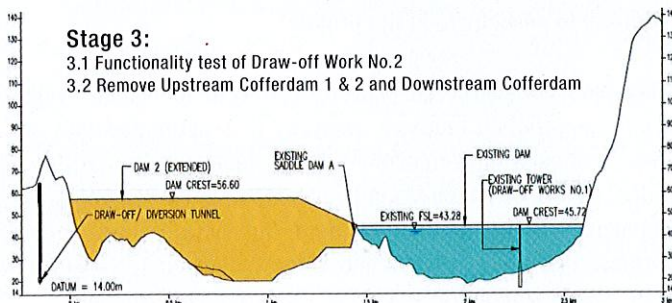 Stage 3:
3.1 Functionality test of Draw-off Work No.2
3.2 Remove Upstream Cofferdam 1 & 2 and Downstream Cofferdam
140
130
120
110
100
90
80
70
60
50
40
30
20
14
EXISTING
SADDLE DAM A
DAM 2 (EXTENDED)
DAM CREST=56.60
DRAW-OFF/ DIVERSION TUNNEL
DATUM = 14.00m
EXISTING DAM
EXISTING TOWER
(DRAW-OFF WORKS NO.1)
EXISTING FSL=43.28
DAM CREST=45.72